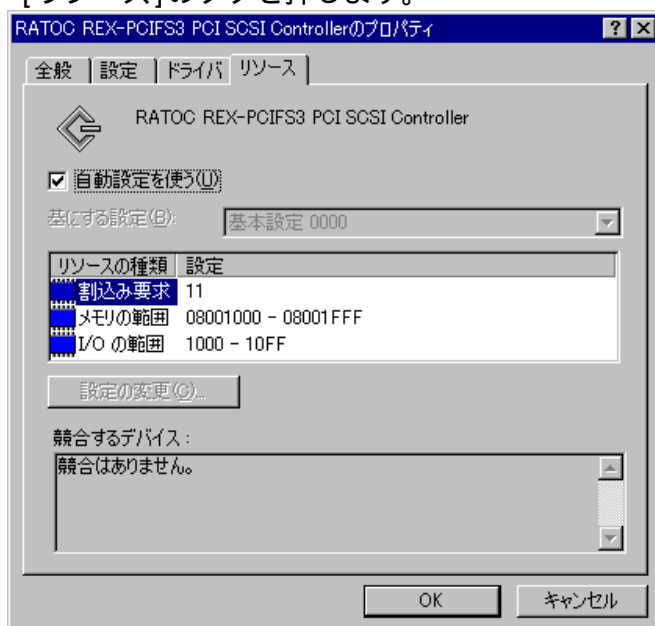 [リソース]のタブを押します。
RATOC REX-PCIFS3 PCI SCSI Controllerのプロパティ ? ×
全般 設定 ドライバ リソース
RATOC REX-PCIFS3 PCI SCSI Controller
自動設定を使う(U)
基にする設定(B): 基本設定 0000
リソースの種類 設定
割込み要求 11
メモリの範囲 08001000 - 08001FFF
I/O の範囲 1000 - 10FF
設定の変更(C)...
競合するデバイス:
競合はありません。
OK キャンセル